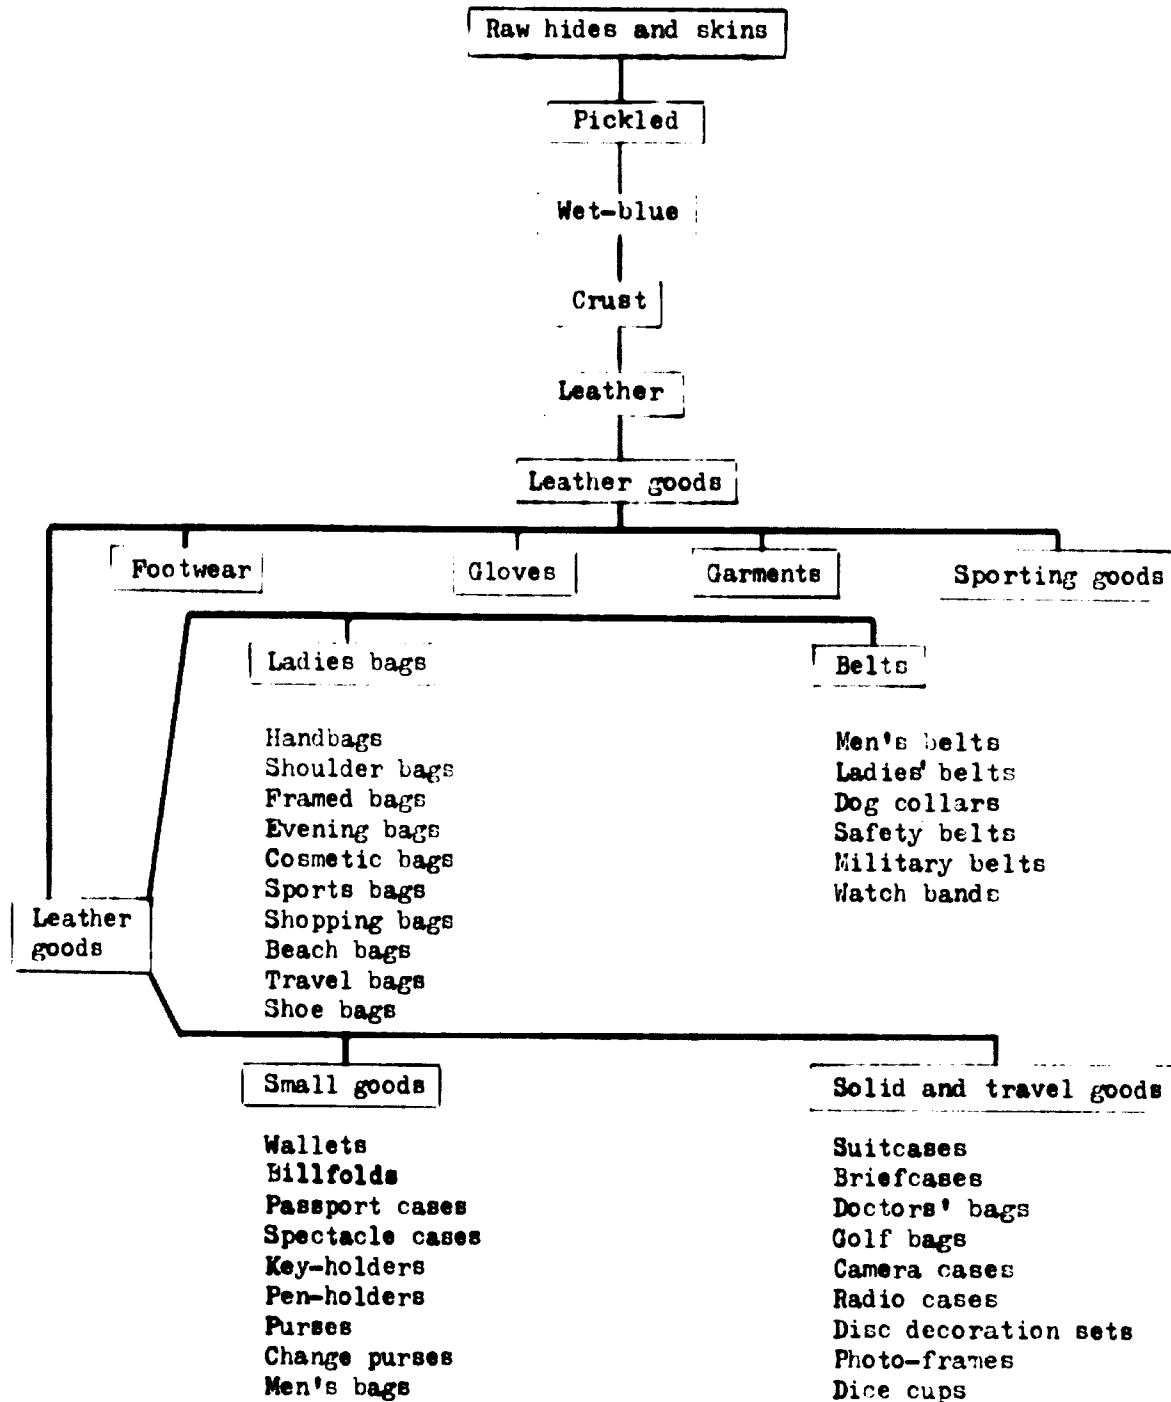 Raw hides and skins
Pickled
Wet-blue
Crust
Leather
Leather goods
Footwear
Gloves
Garments
Sporting goods
Ladies bags
Handbags
Shoulder bags
Framed bags
Evening bags
Cosmetic bags
Sports bags
Shopping bags
Beach bags
Travel bags
Shoe bags
Belts
Men's belts
Ladies' belts
Dog collars
Safety belts
Military belts
Watch bands
Leather
goods
Small goods
Wallets
Billfolds
Passport cases
Spectacle cases
Key-holders
Pen-holders
Purses
Change purses
Men's bags
Solid and travel goods
Suitcases
Briefcases
Doctors' bags
Golf bags
Camera cases
Radio cases
Disc decoration sets
Photo-frames
Dice cups